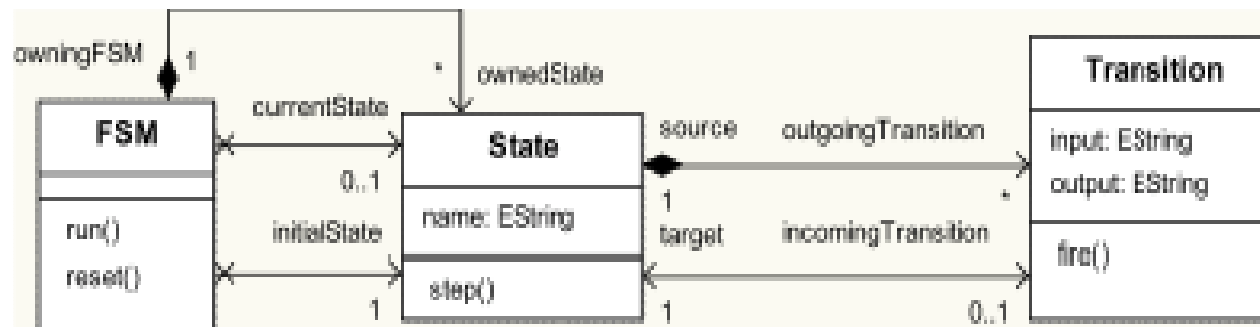 owningFSM
1
*
ownedState
FSM
run()
reset()
currentState
0..1
initialState
1
State
name: EString
step()
source
outgoingTransition
1
*
target
incomingTransition
1
0..1
Transition
input: EString
output: EString
fire()